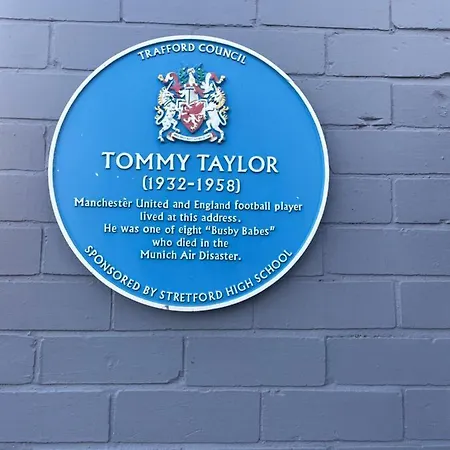 TRAFFORD COUNCIL
TOMMY TAYLOR
(1932-1958)
Manchester United and England football player
lived at this address.
He was one of eight "Busby Babes"
who died in the
Munich Air Disaster.
SPONSORED BY STRETFORD HIGH SCHOOL